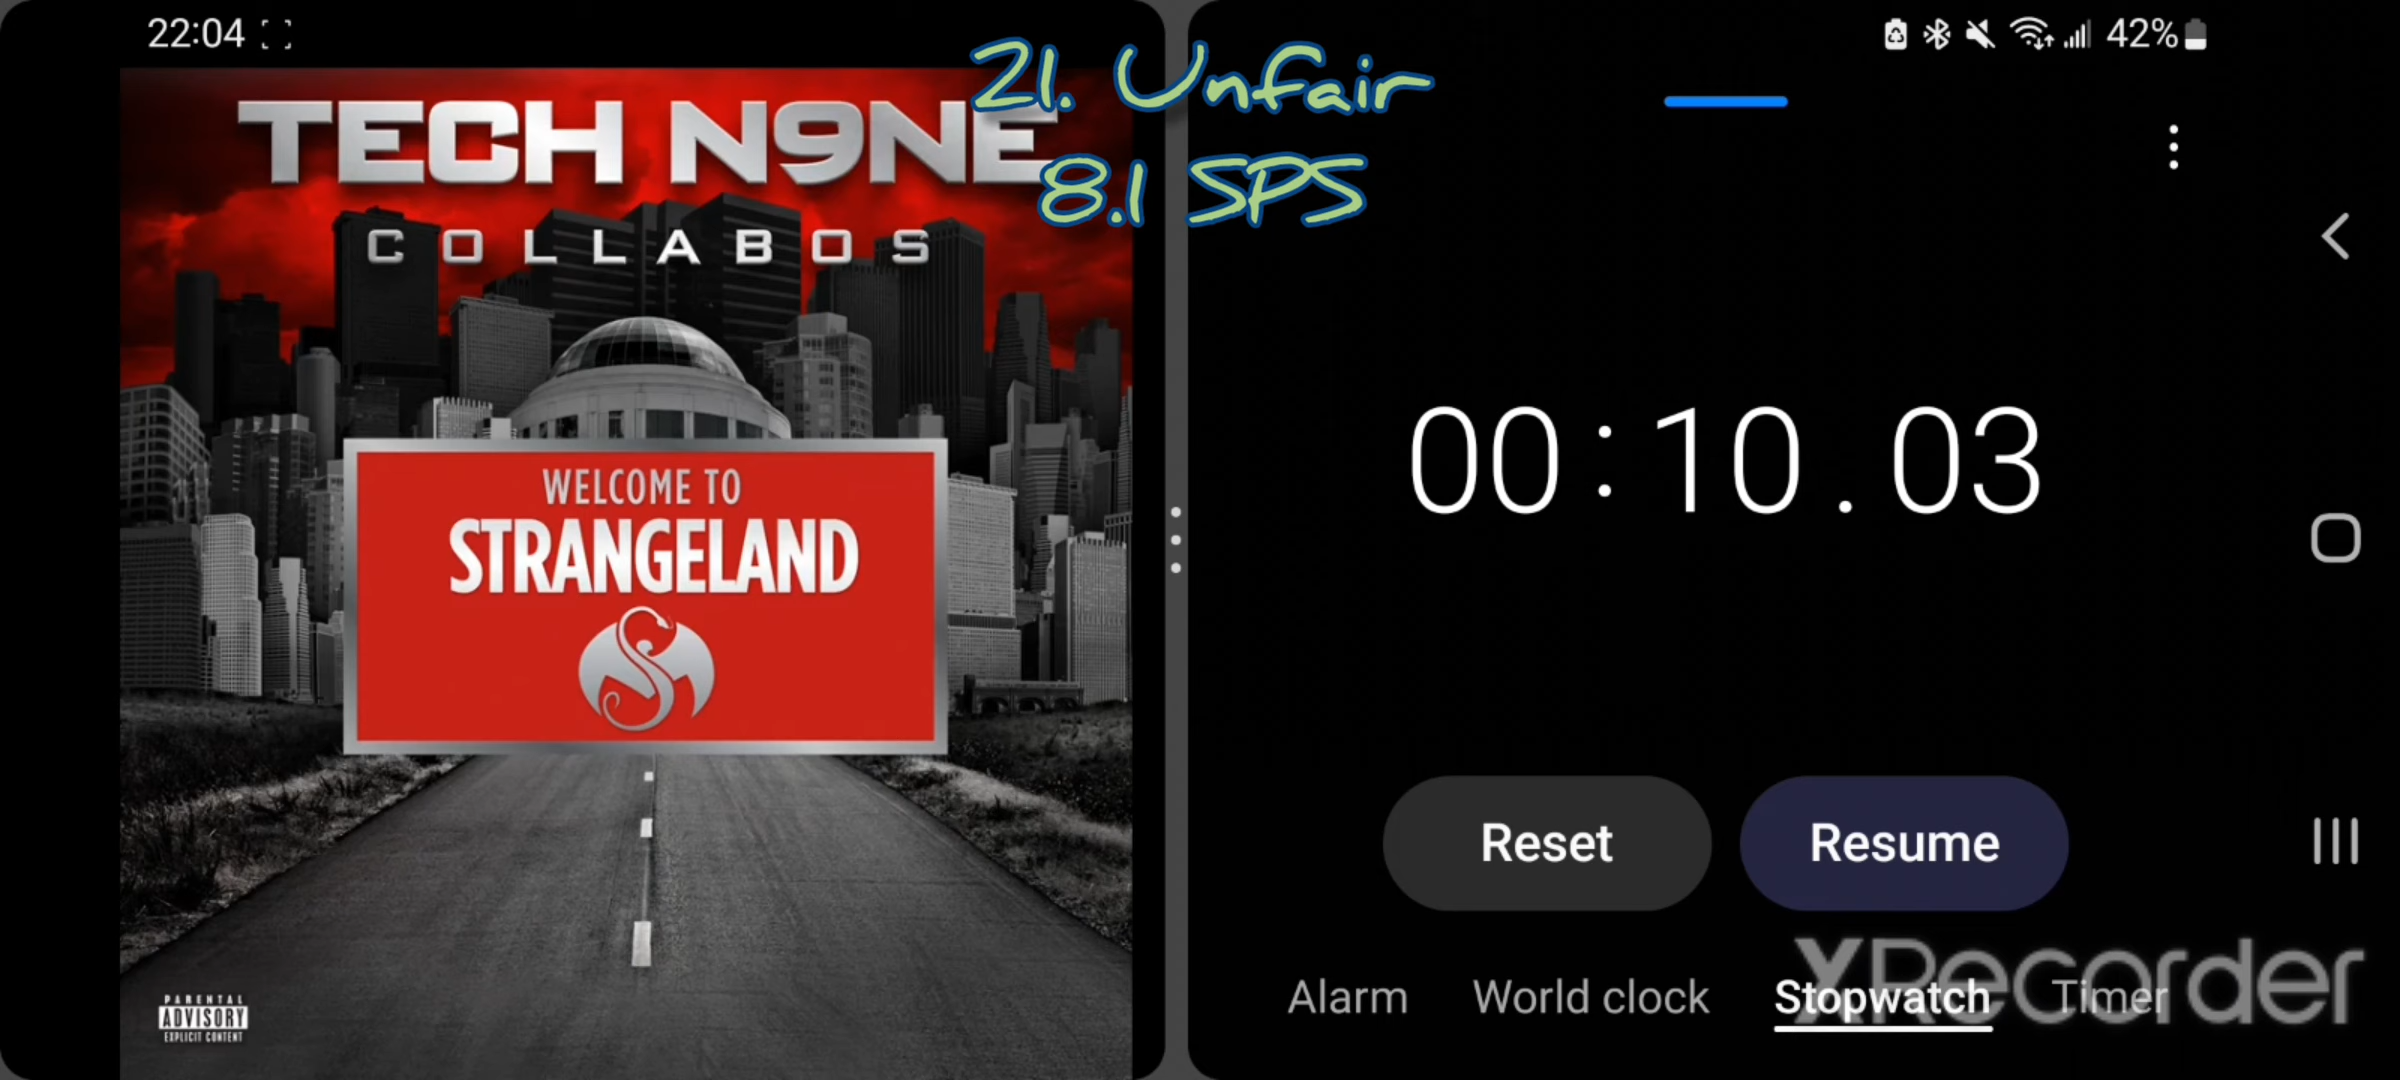 22:04
42%
21. Unfair
8.1 SPS
TECH N9NE
COLLABOS
WELCOME TO
STRANGELAND
PARENTAL
ADVISORY
EXPLICIT CONTENT
00:10.03
Reset
Resume
Alarm
World clock
Stopwatch
Timer
XRecorder